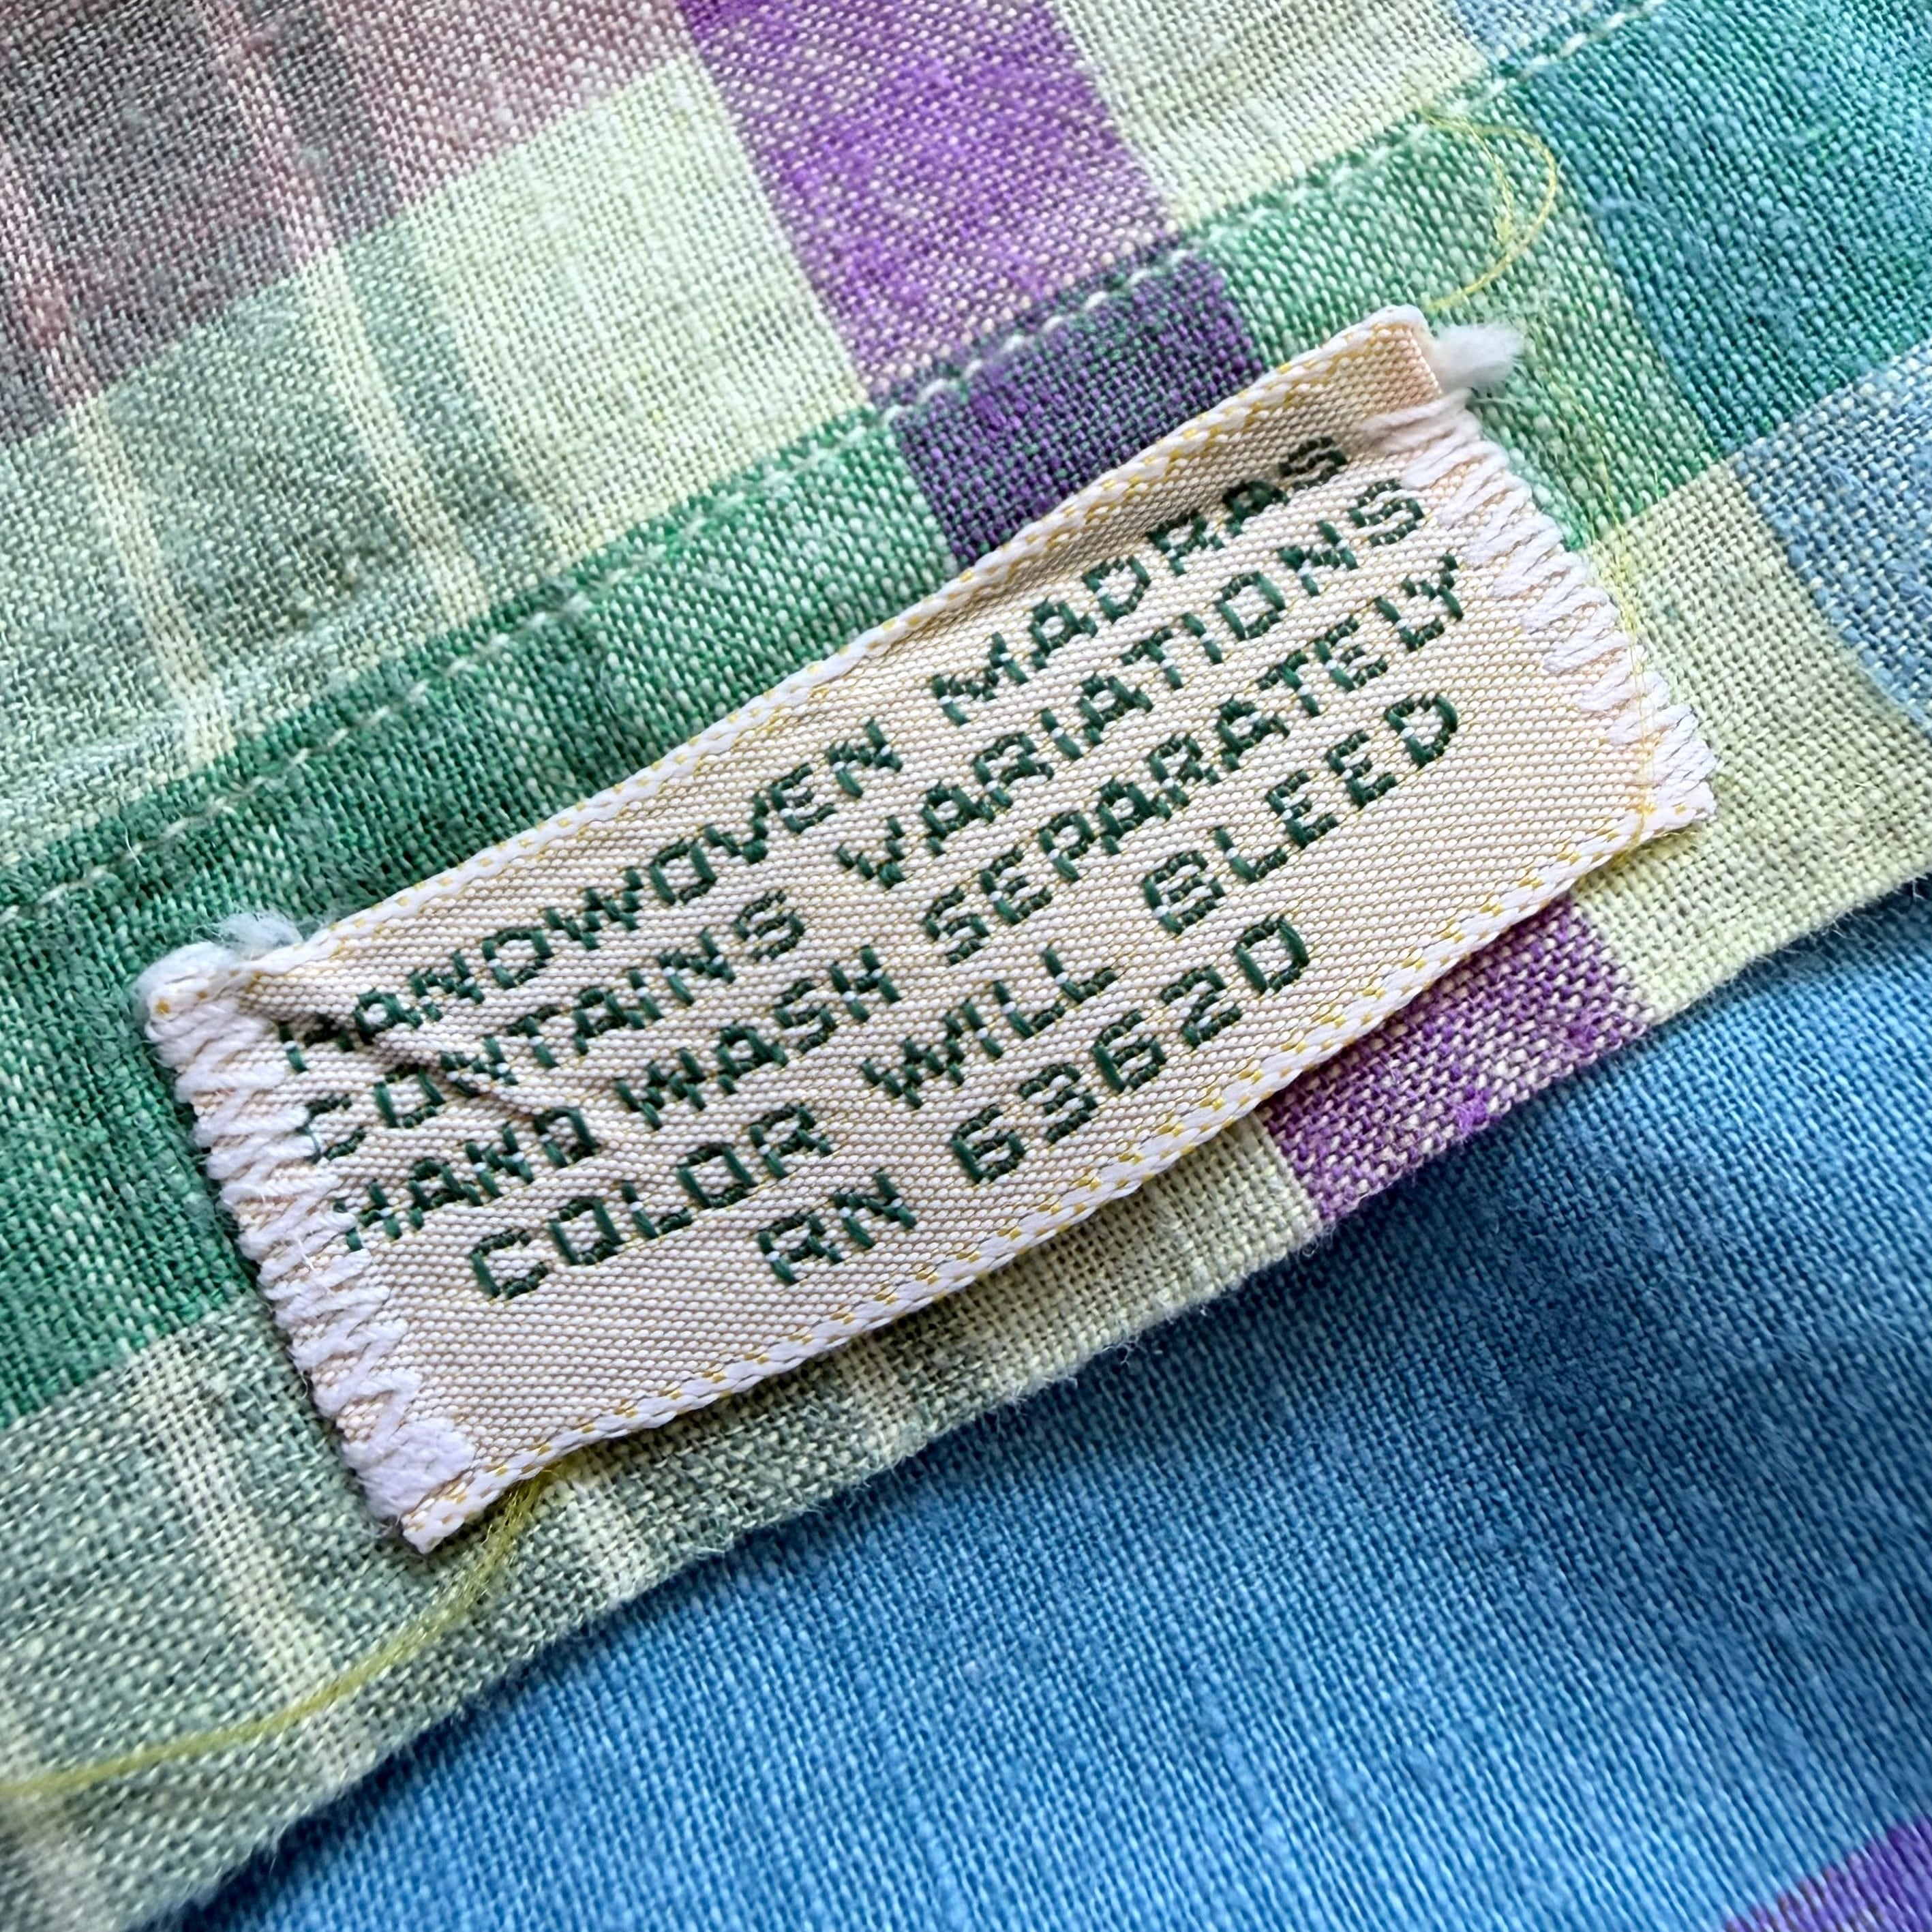 HANDWOVEN MADRAS
CONTAINS VARIATIONS
HAND WASH SEPARATELY
COLOR WILL BLEED
RN 63620